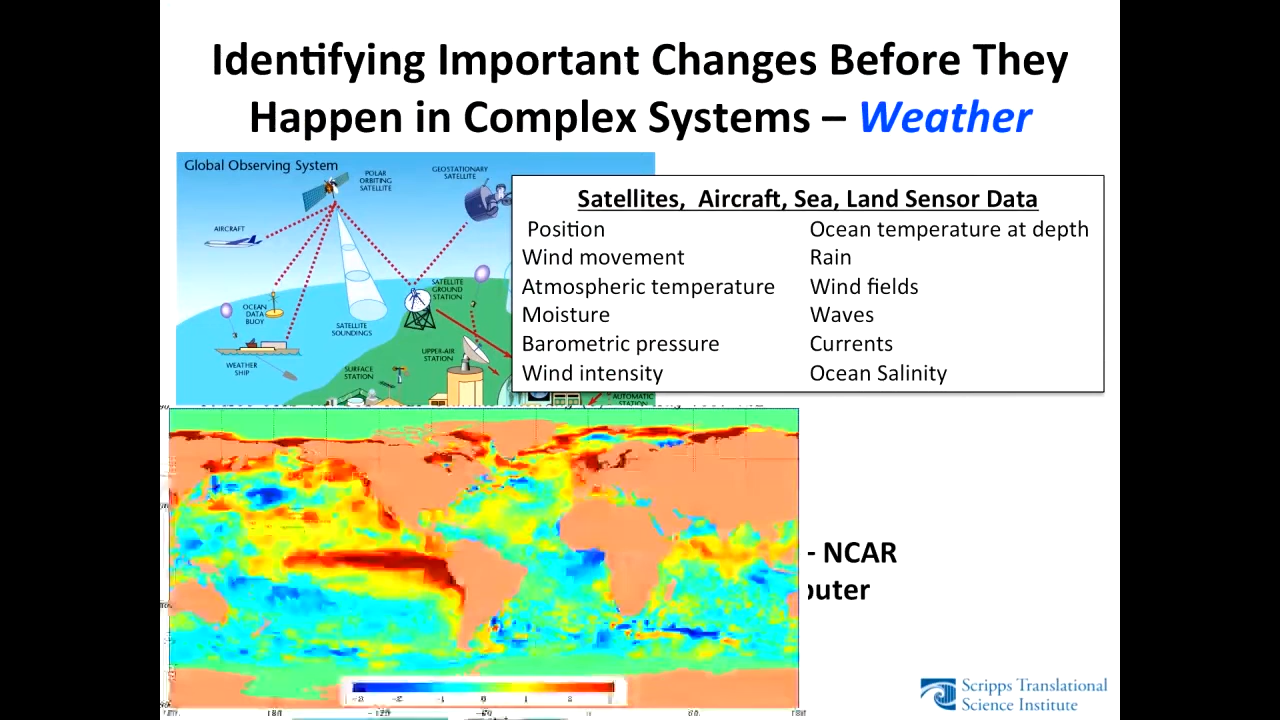 Identifying Important Changes Before They
Happen in Complex Systems – Weather
Global Observing System
POLAR
ORBITING
SATELLITE
GEOSTATIONARY
SATELLITE
AIRCRAFT
SATELLITE
GROUND
STATION
OCEAN
DATA
BUOY
SATELLITE
SOUNDINGS
WEATHER
SHIP
UPPER-AIR
STATION
SURFACE
STATION
AUTOMATIC
STATION
Satellites, Aircraft, Sea, Land Sensor Data
Position
Wind movement
Atmospheric temperature
Moisture
Barometric pressure
Wind intensity
Ocean temperature at depth
Rain
Wind fields
Waves
Currents
Ocean Salinity
- NCAR
Scripps Translational
Science Institute